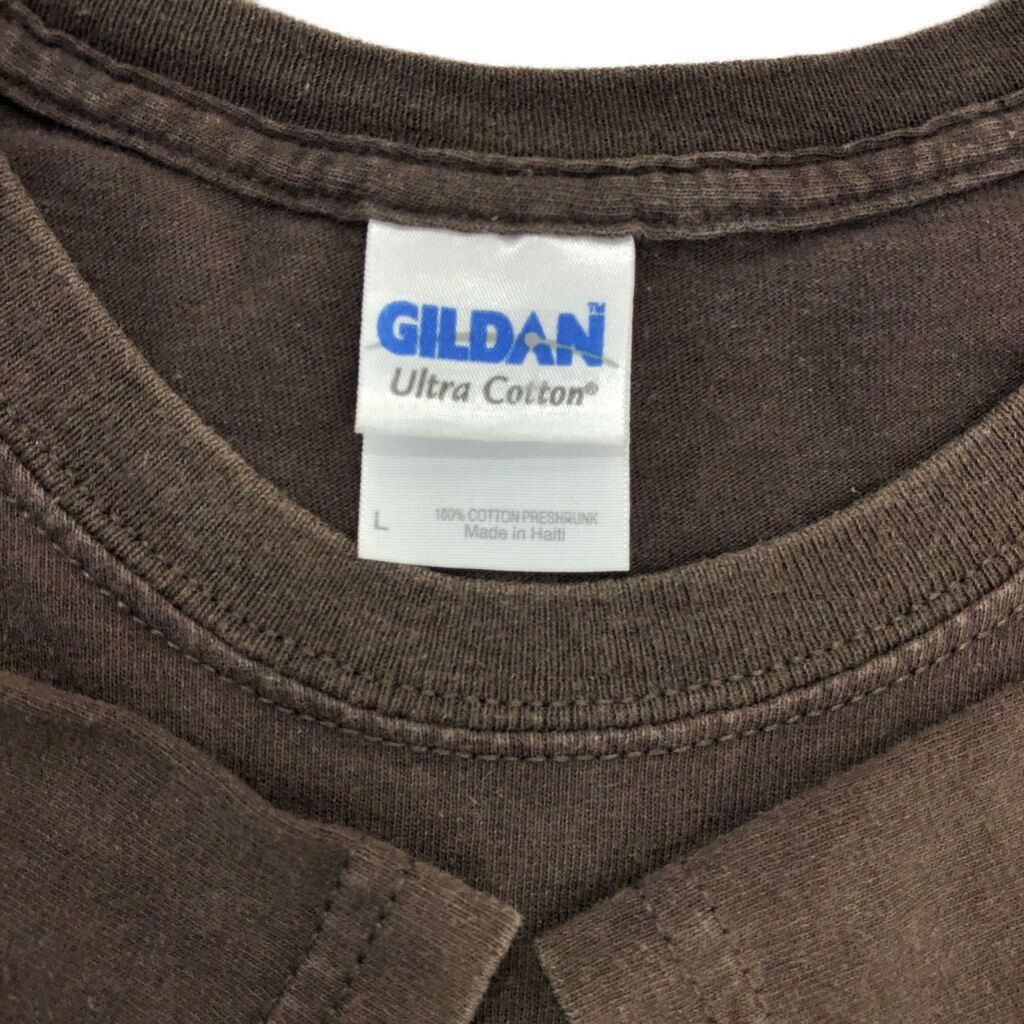 GILDAN™
Ultra Cotton®
L
100% COTTON PRESHRUNK
Made in Haiti